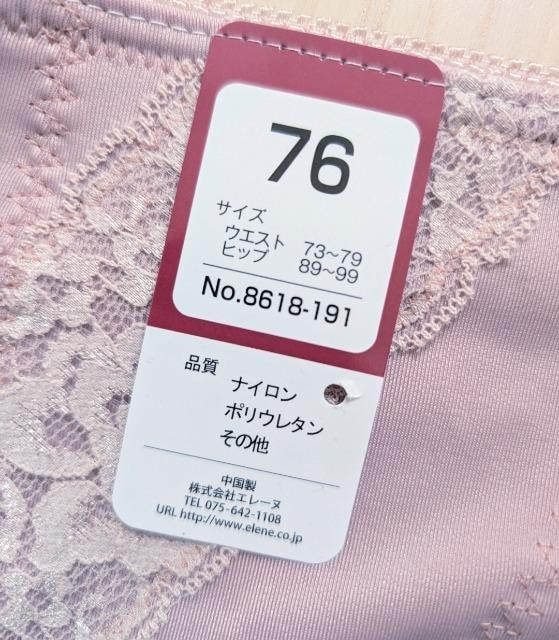 76
サイズ
ウエスト 73~79
ヒップ 89~99
No.8618-191
品質
ナイロン
ポリウレタン
その他
中国製
株式会社エレーヌ
TEL 075-642-1108
URL http://www.elene.co.jp